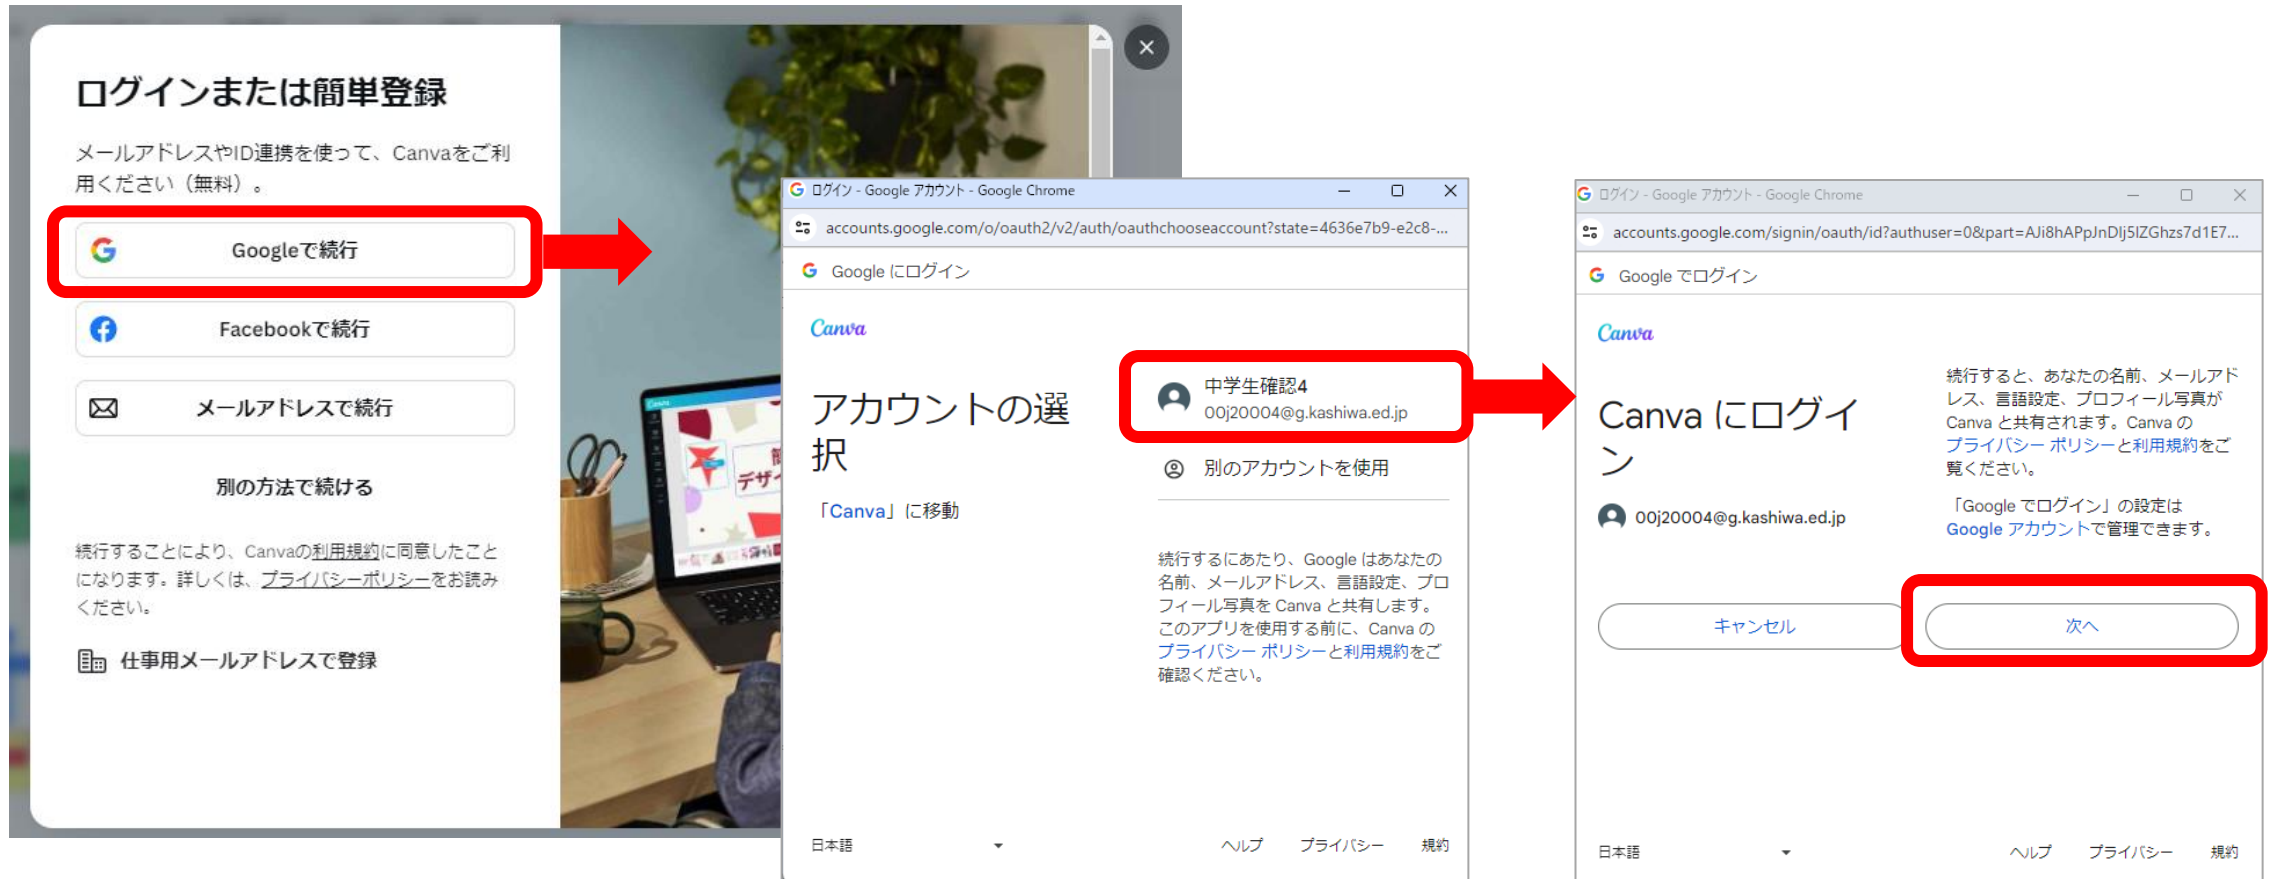 ログインまたは簡単登録
メールアドレスやID連携を使って、Canvaをご利
用ください（無料）。
Googleで続行
Facebookで続行
メールアドレスで続行
別の方法で続ける
続行することにより、Canvaの利用規約に同意したこと
になります。詳しくは、プライバシーポリシーをお読み
ください。
仕事用メールアドレスで登録
ログイン - Google アカウント - Google Chrome
accounts.google.com/o/oauth2/v2/auth/oauthchooseaccount?state=4636e7b9-e2c8-...
Google にログイン
Canva
アカウントの選
択
「Canva」に移動
中学生確認4
00j20004@g.kashiwa.ed.jp
別のアカウントを使用
続行するにあたり、Google はあなたの
名前、メールアドレス、言語設定、プロ
フィール写真を Canva と共有します。
このアプリを使用する前に、Canva の
プライバシー ポリシーと利用規約をご
確認ください。
日本語
ヘルプ プライバシー 規約
ログイン - Google アカウント - Google Chrome
accounts.google.com/signin/oauth/id?authuser=0&part=AJi8hAPpJnDlj5lZGhzs7d1E7...
Google でログイン
Canva
Canva にログイ
ン
00j20004@g.kashiwa.ed.jp
続行すると、あなたの名前、メールアド
レス、言語設定、プロフィール写真が
Canva と共有されます。Canva の
プライバシー ポリシーと利用規約をご
覧ください。
「Google でログイン」の設定は
Google アカウントで管理できます。
キャンセル
次へ
日本語
ヘルプ プライバシー 規約